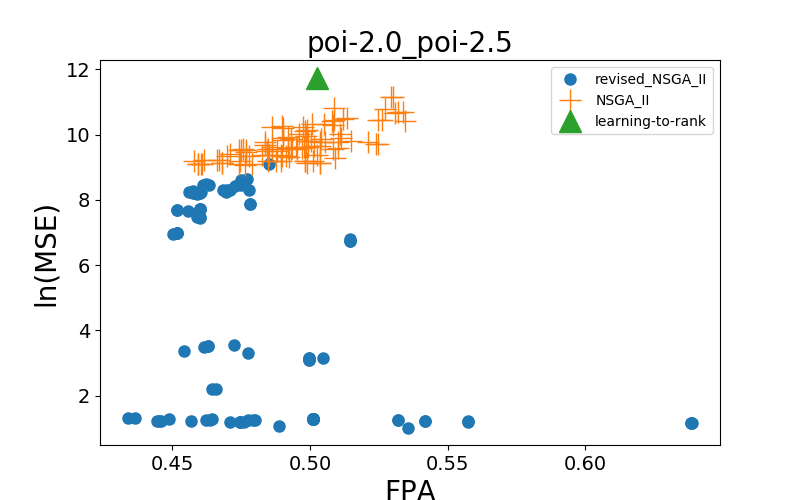 poi-2.0_poi-2.5
12
10
8
6
4
2
ln(MSE)
revised_NSGA_II
NSGA_II
learning-to-rank
0.45 0.50 0.55 0.60
FPA